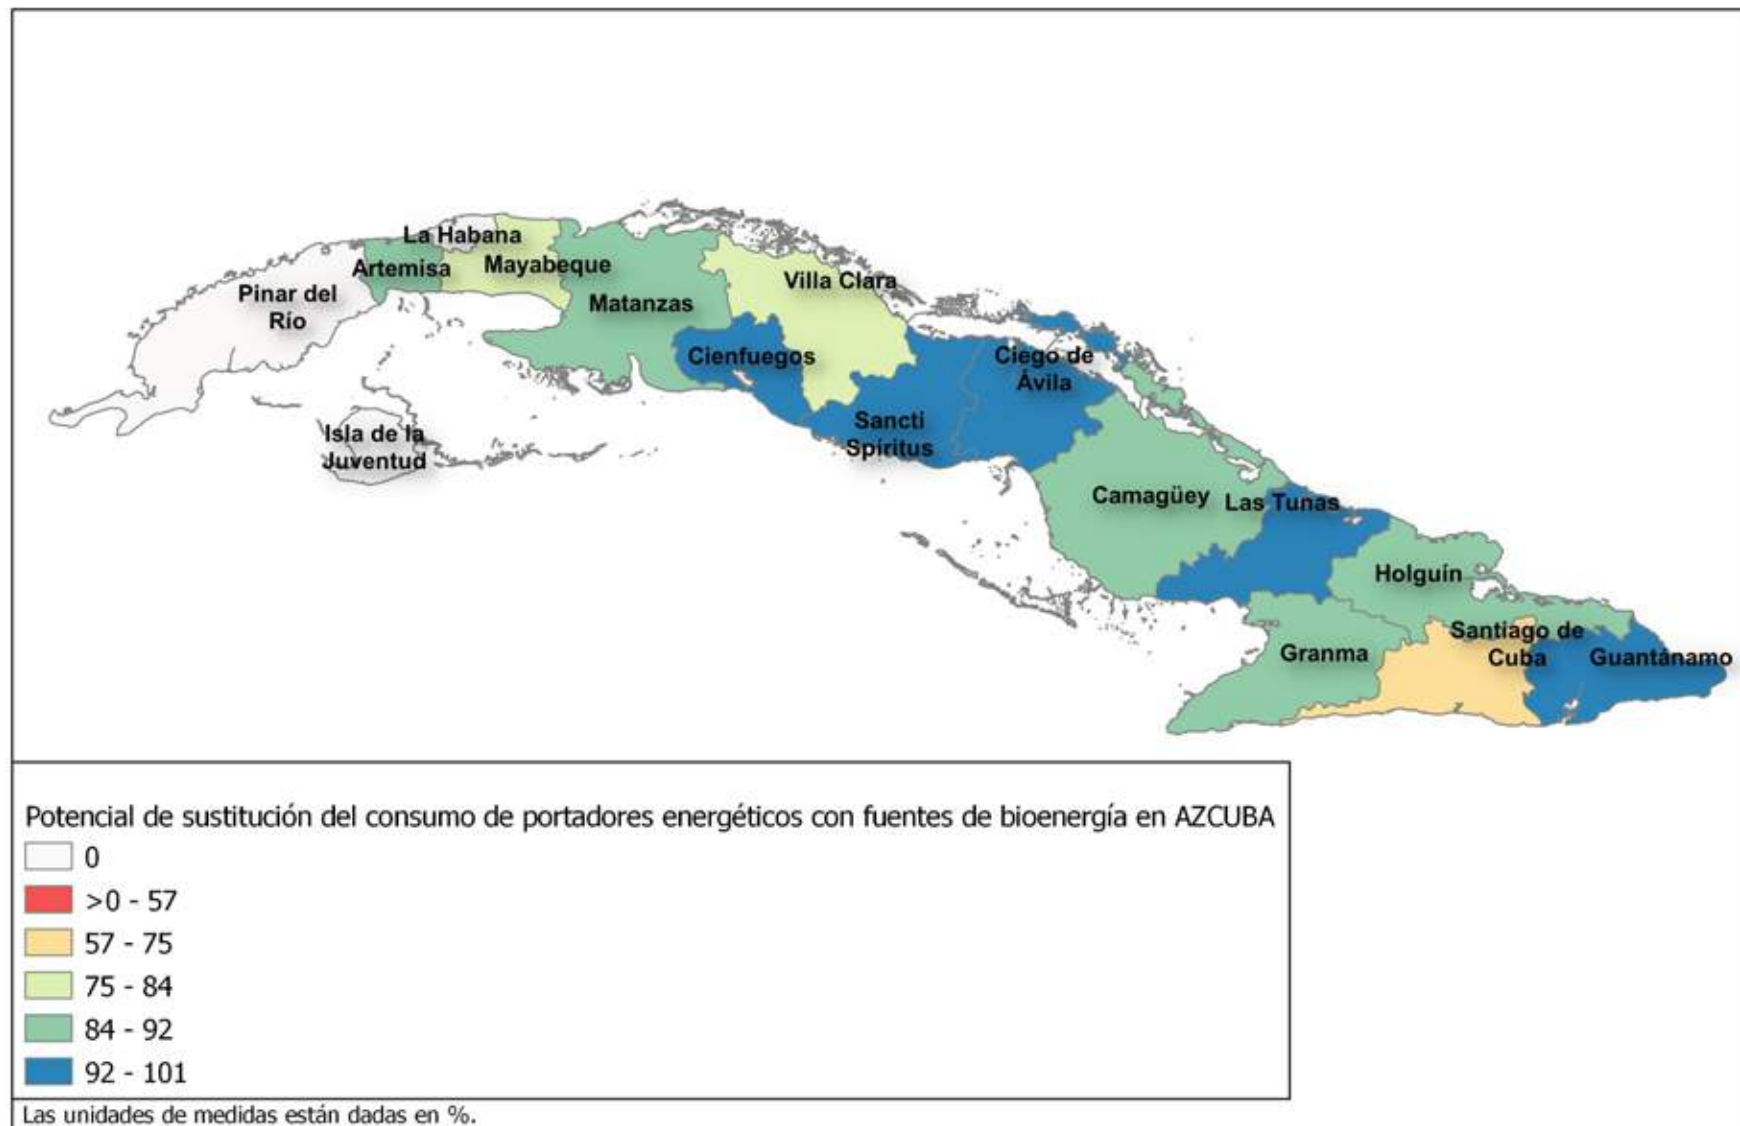 La Habana
Artemisa
Mayabeque
Pinar del
Río
Matanzas
Villa Clara
Cienfuegos
Ciego de
Ávila
Sancti
Spíritus
Isla de la
Juventud
Camagüey
Las Tunas
Holguín
Santiago de
Cuba
Granma
Guantánamo
Potencial de sustitución del consumo de portadores energéticos con fuentes de bioenergía en AZCUBA
0
>0 - 57
57 - 75
75 - 84
84 - 92
92 - 101
Las unidades de medidas están dadas en %.